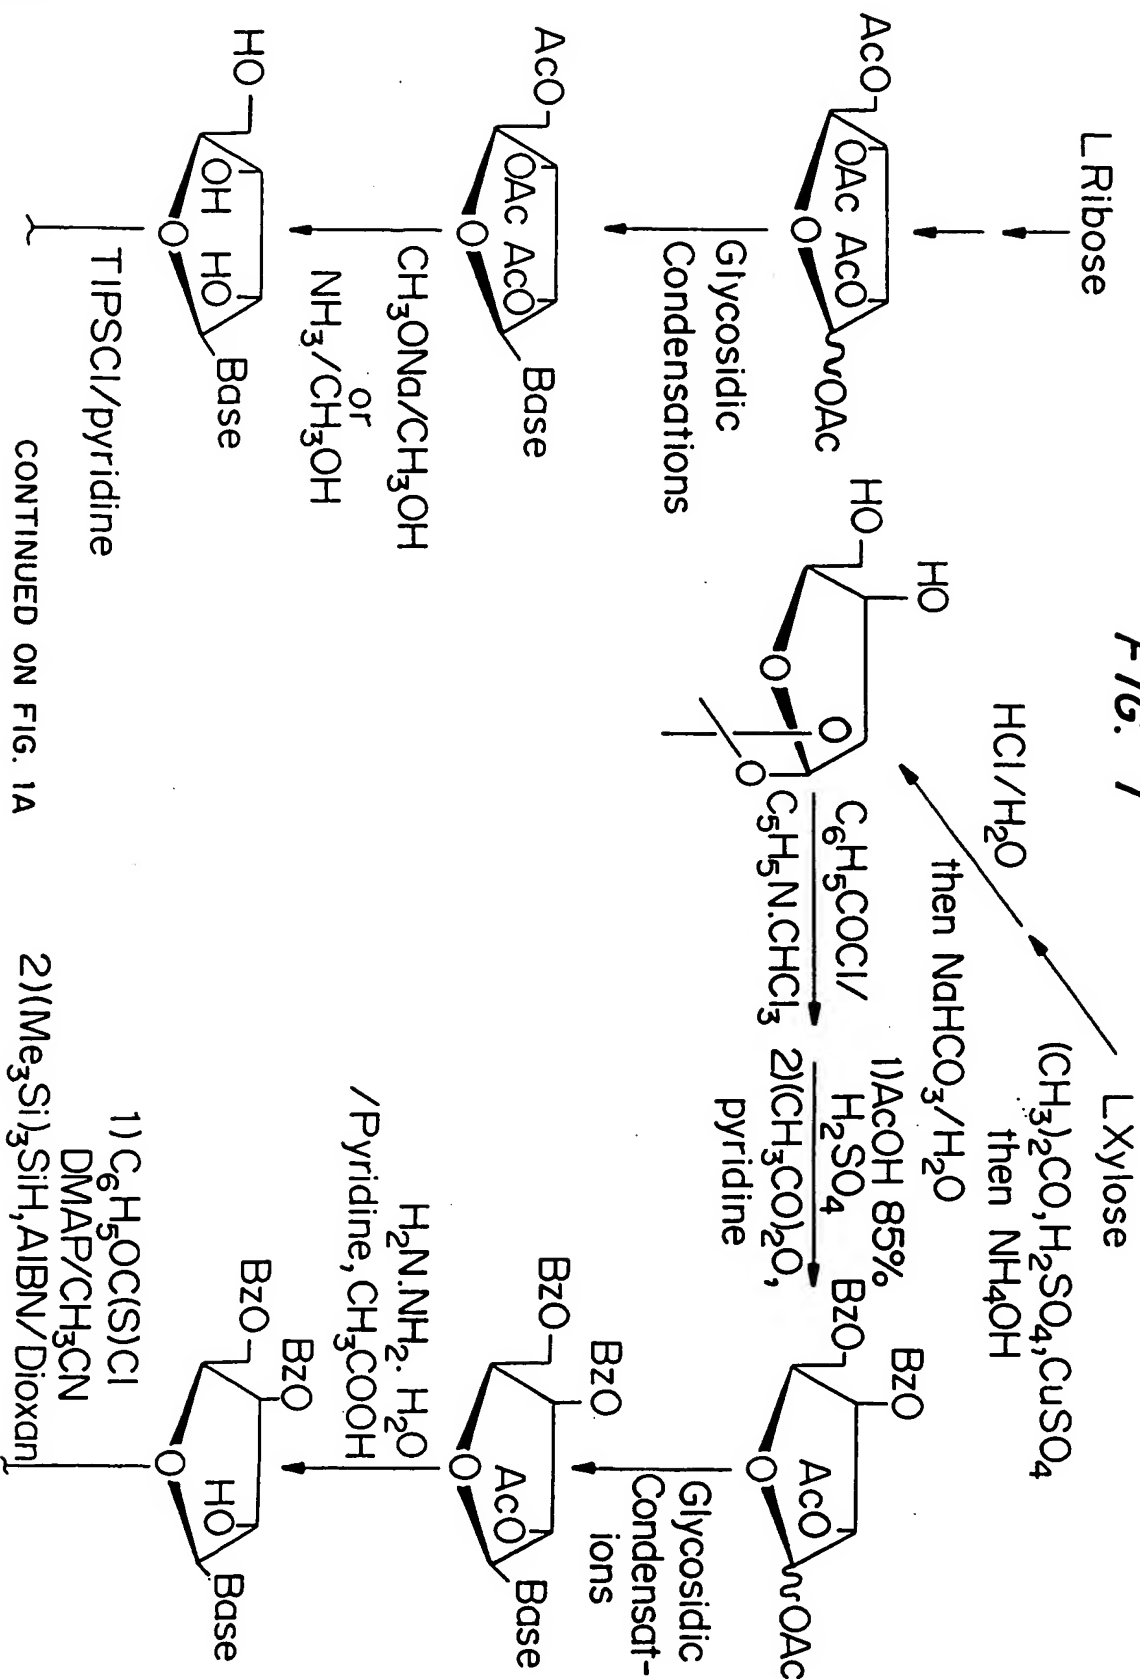 FIG. 1
L Ribose
AcO
OAc AcO
O
OAc
Glycosidic
Condensations
AcO
OAc AcO
O
Base
CH3ONa/CH3OH
or
NH3/CH3OH
HO
OH HO
O
Base
TIPSCl/pyridine
CONTINUED ON FIG. 1A
L Xylose
(CH3)2CO,H2SO4,CuSO4
then NH4OH
HCl/H2O
then NaHCO3/H2O
HO
HO
O
O
O
C6H5COCl/
C5H5N.CHCl3
1)AcOH 85%
H2SO4
2)(CH3CO)2O,
pyridine
BzO
BzO
AcO
O
OAc
Glycosidic
Condensat-
ions
BzO
BzO
AcO
O
Base
H2N.NH2. H2O
/Pyridine,CH3COOH
BzO
BzO
HO
O
Base
1)C6H5OC(S)Cl
DMAP/CH3CN
2)(Me3Si)3SiH,AIBN/Dioxan